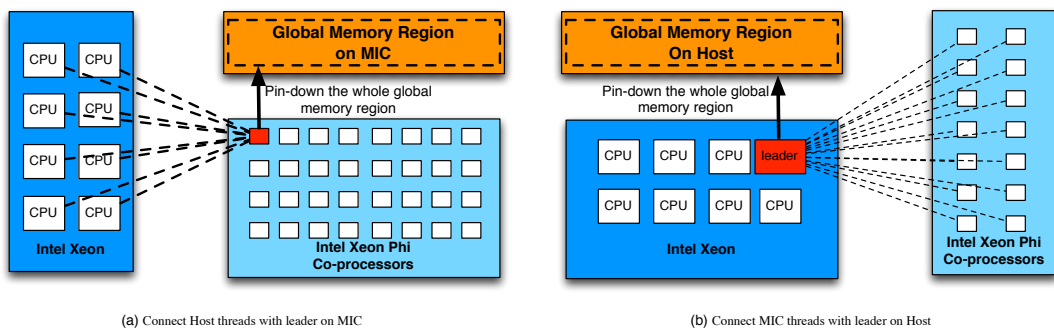 Global Memory Region
on MIC
Pin-down the whole global
memory region
CPU CPU
CPU CPU
CPU CPU
CPU CPU
Intel Xeon
Intel Xeon Phi
Co-processors
(a) Connect Host threads with leader on MIC
Global Memory Region
On Host
Pin-down the whole global
memory region
CPU CPU CPU leader
CPU CPU CPU CPU
Intel Xeon
Intel Xeon Phi
Co-processors
(b) Connect MIC threads with leader on Host